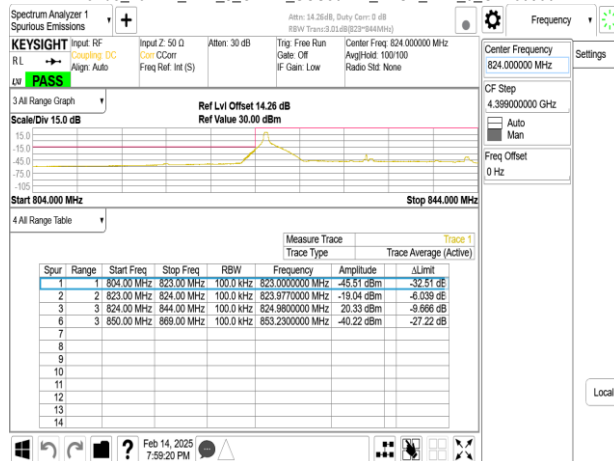 Spectrum Analyzer 1
Spurious Emissions
+
Attn: 14.26dB, Duty Corr: 0 dB
RBW Trans:3.01dB(823~844MHz)
Frequency
KEYSIGHT
Input: RF
Coupling: DC
Align: Auto
Input Z: 50 Ω
Corr CCorr
Freq Ref: Int (S)
Atten: 30 dB
Trig: Free Run
Gate: Off
IF Gain: Low
Center Freq: 824.000000 MHz
Avg|Hold: 100/100
Radio Std: None
RL
LXI
PASS
Center Frequency
824.000000 MHz
Settings
CF Step
4.399000000 GHz
Auto
Man
Freq Offset
0 Hz
3 All Range Graph
Scale/Div 15.0 dB
Ref Lvl Offset 14.26 dB
Ref Value 30.00 dBm
15.0
-15.0
-45.0
-75.0
-105
Start 804.000 MHz
Stop 844.000 MHz
4 All Range Table
Measure Trace Trace 1
Trace Type Trace Average (Active)
Spur Range Start Freq Stop Freq RBW Frequency Amplitude ΔLimit
1 1 804.00 MHz 823.00 MHz 100.0 kHz 823.0000000 MHz -45.51 dBm -32.51 dB
2 2 823.00 MHz 824.00 MHz 100.0 kHz 823.9770000 MHz -19.04 dBm -6.039 dB
3 3 824.00 MHz 844.00 MHz 100.0 kHz 824.9800000 MHz 20.33 dBm -9.666 dB
6 3 850.00 MHz 869.00 MHz 100.0 kHz 853.2300000 MHz -40.22 dBm -27.22 dB
7
8
9
10
11
12
13
14
Local
?
Feb 14, 2025
7:59:20 PM